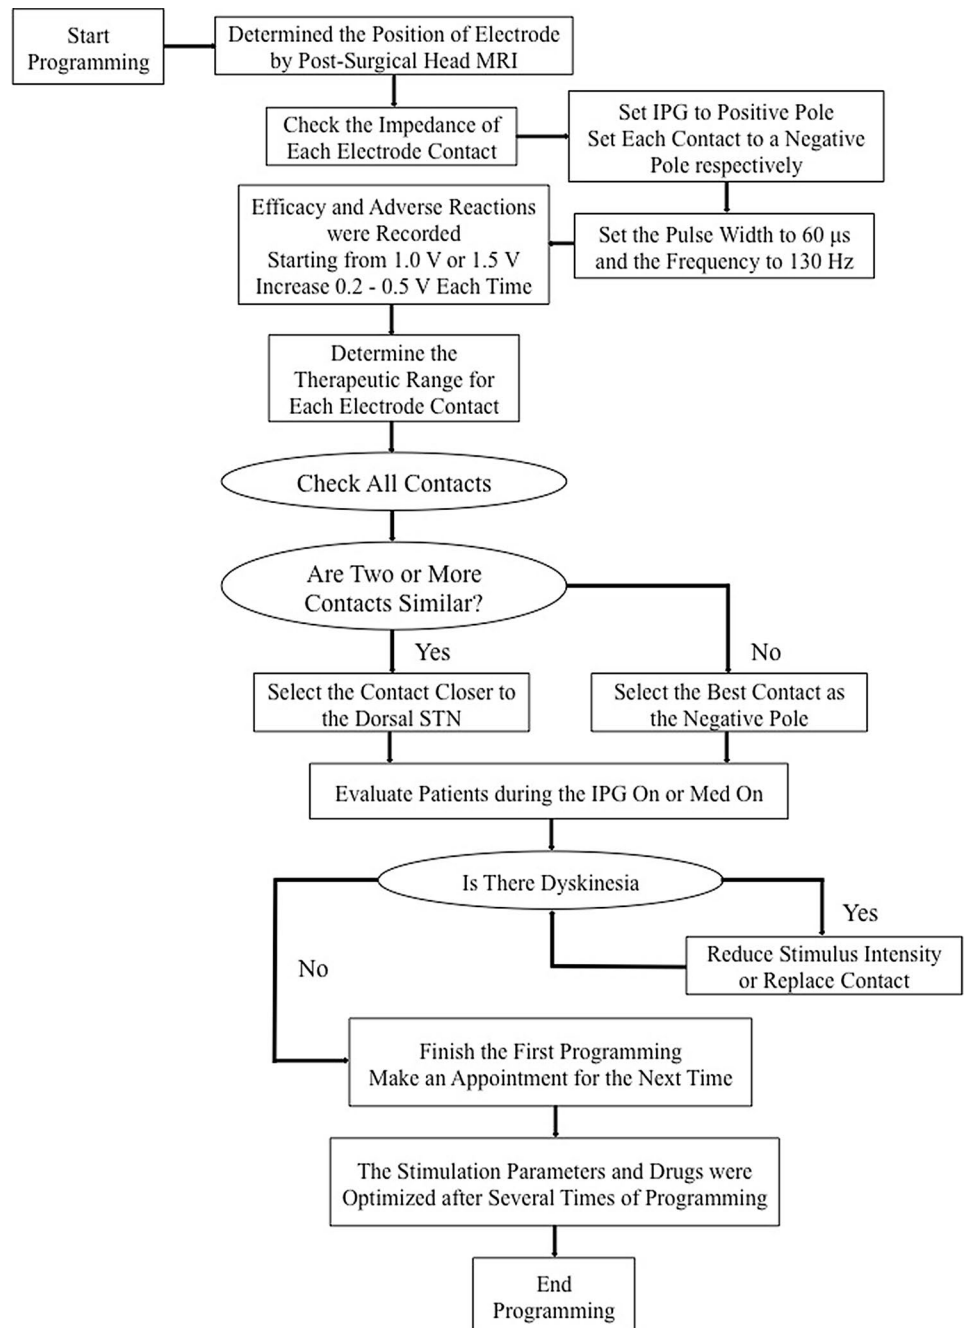 Start
Programming
Determined the Position of Electrode
by Post-Surgical Head MRI
Check the Impedance of
Each Electrode Contact
Set IPG to Positive Pole
Set Each Contact to a Negative
Pole respectively
Set the Pulse Width to 60 μs
and the Frequency to 130 Hz
Efficacy and Adverse Reactions
were Recorded
Starting from 1.0 V or 1.5 V
Increase 0.2 - 0.5 V Each Time
Determine the
Therapeutic Range for
Each Electrode Contact
Check All Contacts
Are Two or More
Contacts Similar?
Yes
No
Select the Contact Closer to
the Dorsal STN
Select the Best Contact as
the Negative Pole
Evaluate Patients during the IPG On or Med On
Is There Dyskinesia
Yes
Reduce Stimulus Intensity
or Replace Contact
No
Finish the First Programming
Make an Appointment for the Next Time
The Stimulation Parameters and Drugs were
Optimized after Several Times of Programming
End
Programming